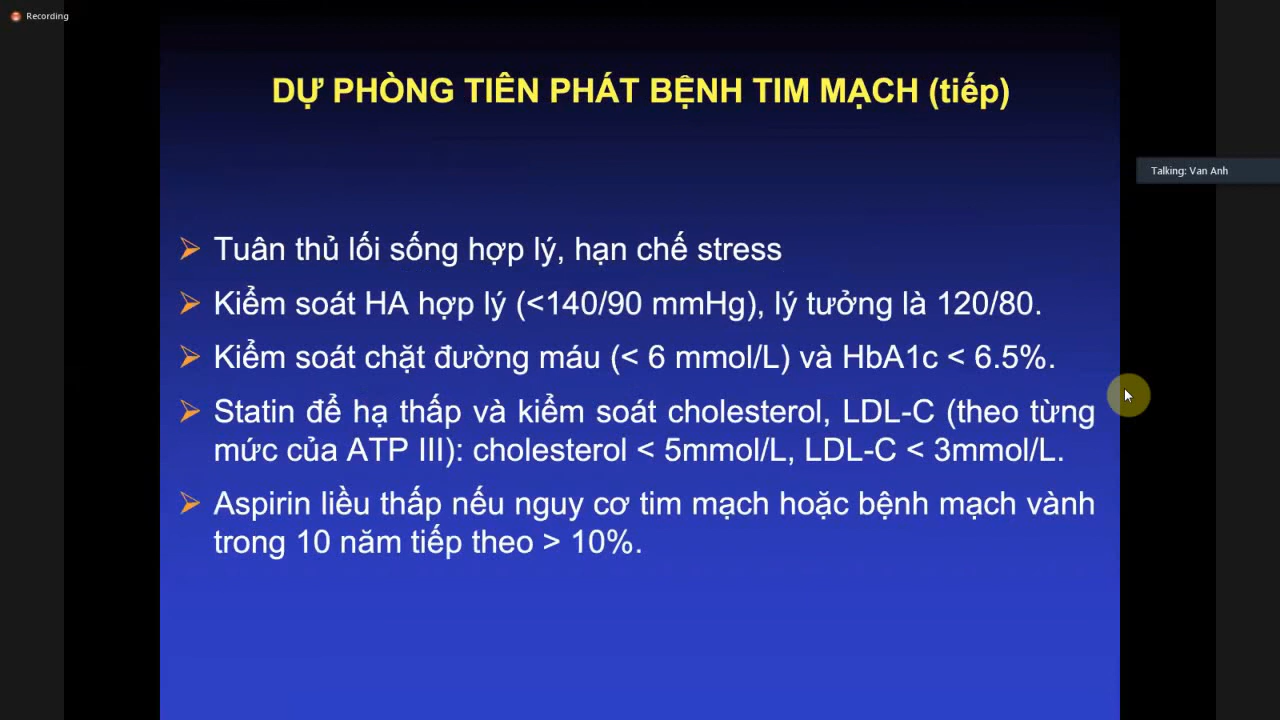 Recording
DỰ PHÒNG TIÊN PHÁT BỆNH TIM MẠCH (tiếp)
Talking: Van Anh
Tuân thủ lối sống hợp lý, hạn chế stress
Kiểm soát HA hợp lý (<140/90 mmHg), lý tưởng là 120/80.
Kiểm soát chặt đường máu (< 6 mmol/L) và HbA1c < 6.5%.
Statin để hạ thấp và kiểm soát cholesterol, LDL-C (theo từng
mức của ATP III): cholesterol < 5mmol/L, LDL-C < 3mmol/L.
Aspirin liều thấp nếu nguy cơ tim mạch hoặc bệnh mạch vành
trong 10 năm tiếp theo > 10%.